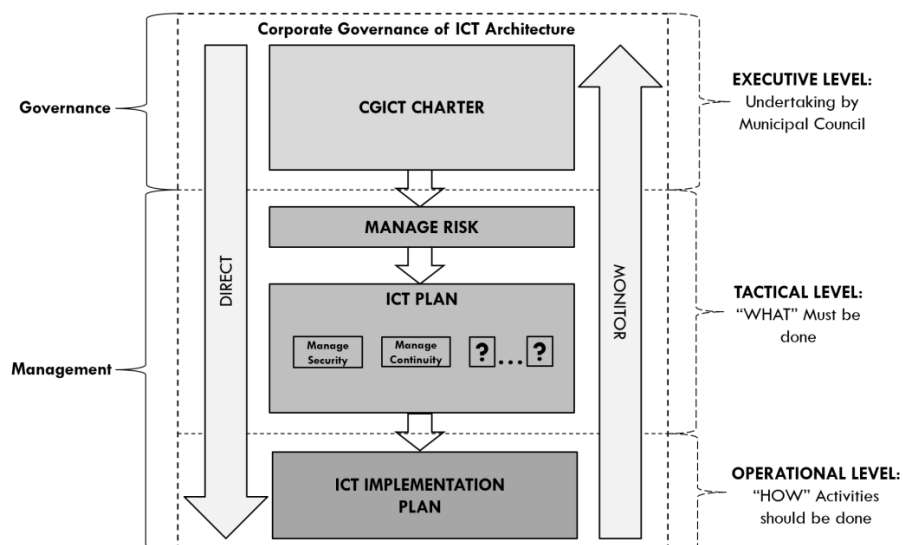 Corporate Governance of ICT Architecture
Governance
CGICT CHARTER
EXECUTIVE LEVEL:
Undertaking by
Municipal Council
MANAGE RISK
DIRECT
MONITOR
ICT PLAN
Manage
Security
Manage
Continuity
?...?
TACTICAL LEVEL:
“WHAT” Must be
done
Management
ICT IMPLEMENTATION
PLAN
OPERATIONAL LEVEL:
“HOW” Activities
should be done